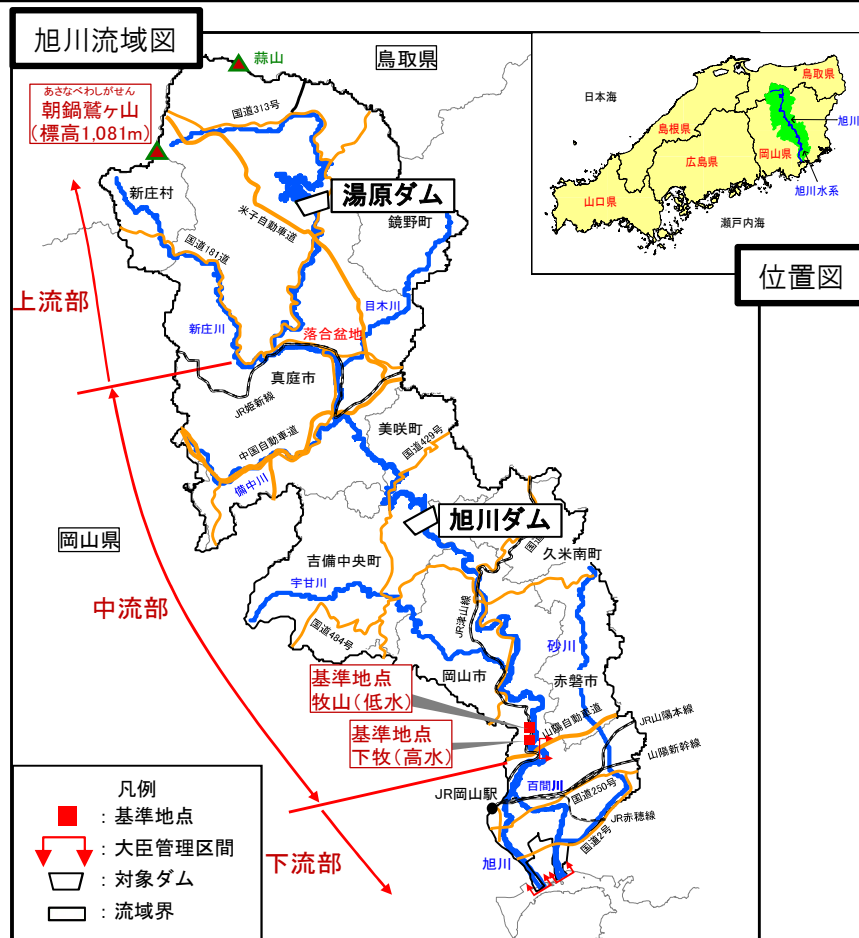 旭川流域図
蒜山
鳥取県
あさなべわしがせん
朝鍋鷲ヶ山
(標高1,081m)
国道313号
新庄村
湯原ダム
米子自動車道
鏡野町
国道181道
上流部
目木川
新庄川
落合盆地
真庭市
JR姫新線
美咲町
国道429号
中国自動車道
備中川
旭川ダム
岡山県
国道
久米南町
吉備中央町
宇甘川
JR津山線
中流部
国道484号
砂川
岡山市
赤磐市
基準地点
牧山(低水)
基準地点
下牧(高水)
山陽自動車道
JR山陽本線
山陽新幹線
百間川
JR岡山駅
国道250号
JR赤穂線
国道2号
下流部
旭川
凡例
:基準地点
:大臣管理区間
:対象ダム
:流域界
日本海
鳥取県
島根県
旭川
広島県
岡山県
旭川水系
山口県
瀬戸内海
位置図